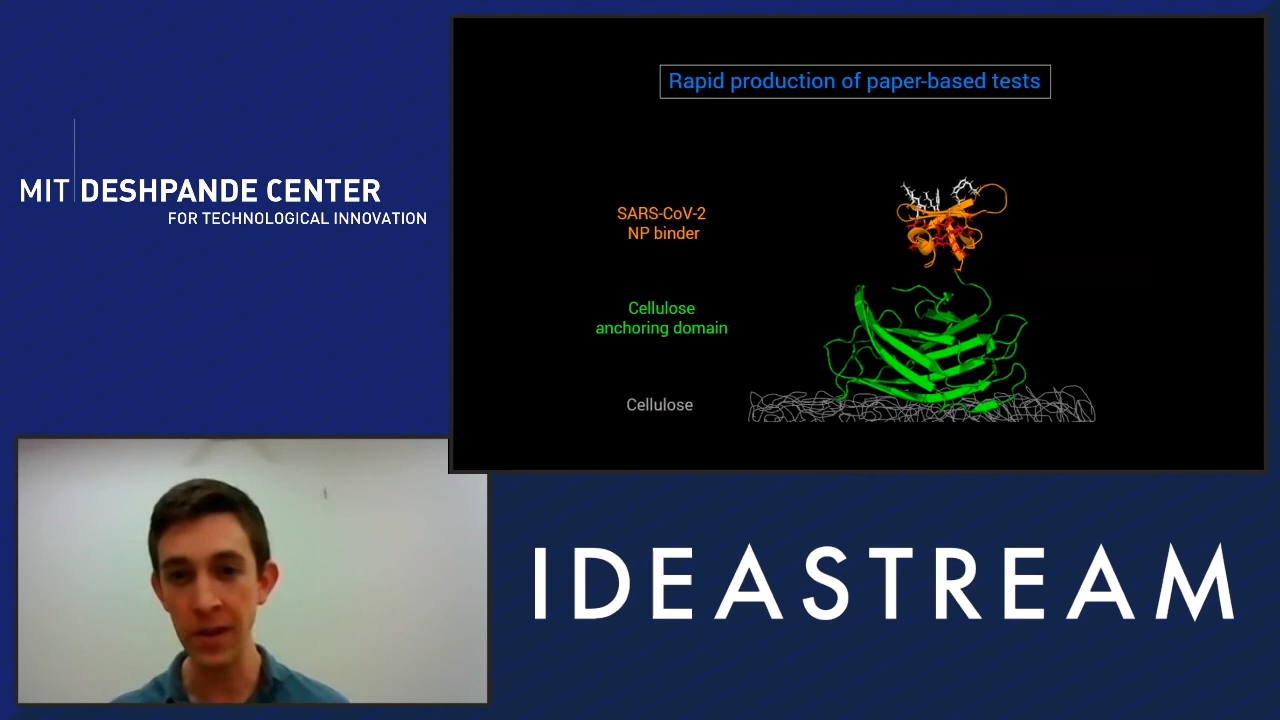 MIT DESHPANDE CENTER
FOR TECHNOLOGICAL INNOVATION
Rapid production of paper-based tests
SARS-CoV-2
NP binder
Cellulose
anchoring domain
Cellulose
IDEASTREAM